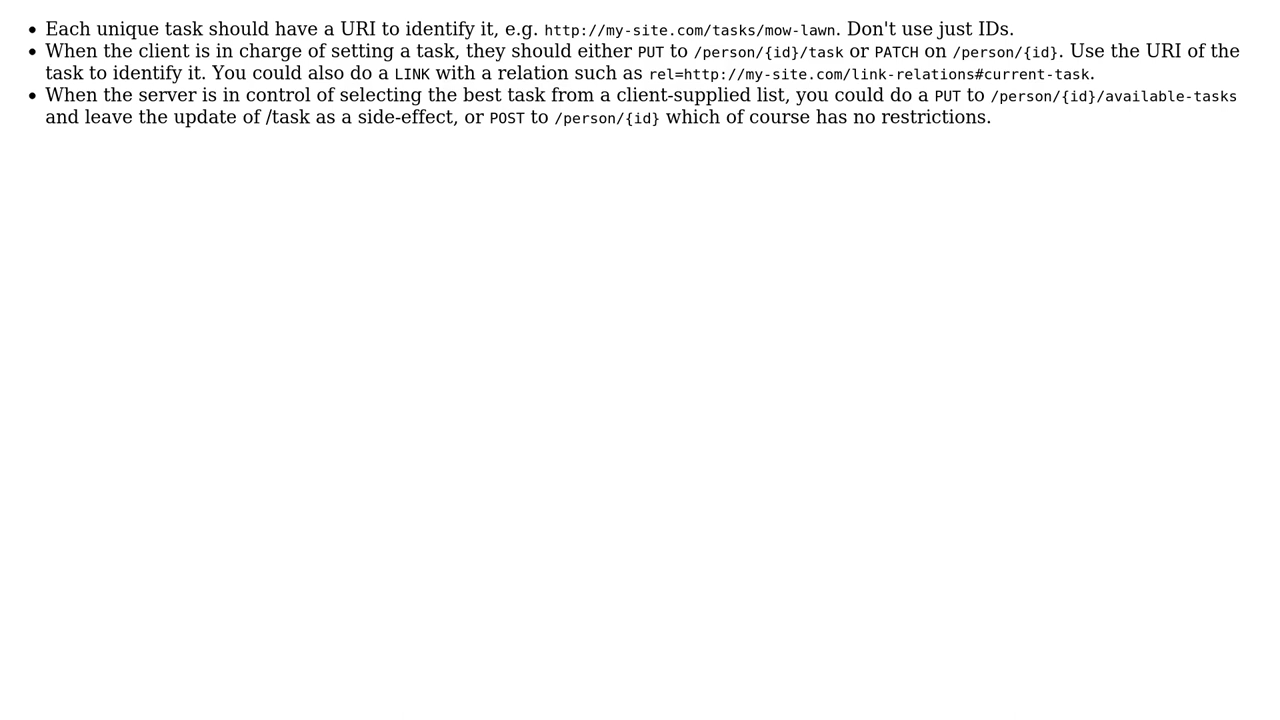 • Each unique task should have a URI to identify it, e.g. http://my-site.com/tasks/mow-lawn. Don't use just IDs.
• When the client is in charge of setting a task, they should either PUT to /person/{id}/task or PATCH on /person/{id}. Use the URI of the
task to identify it. You could also do a LINK with a relation such as rel=http://my-site.com/link-relations#current-task.
• When the server is in control of selecting the best task from a client-supplied list, you could do a PUT to /person/{id}/available-tasks
and leave the update of /task as a side-effect, or POST to /person/{id} which of course has no restrictions.